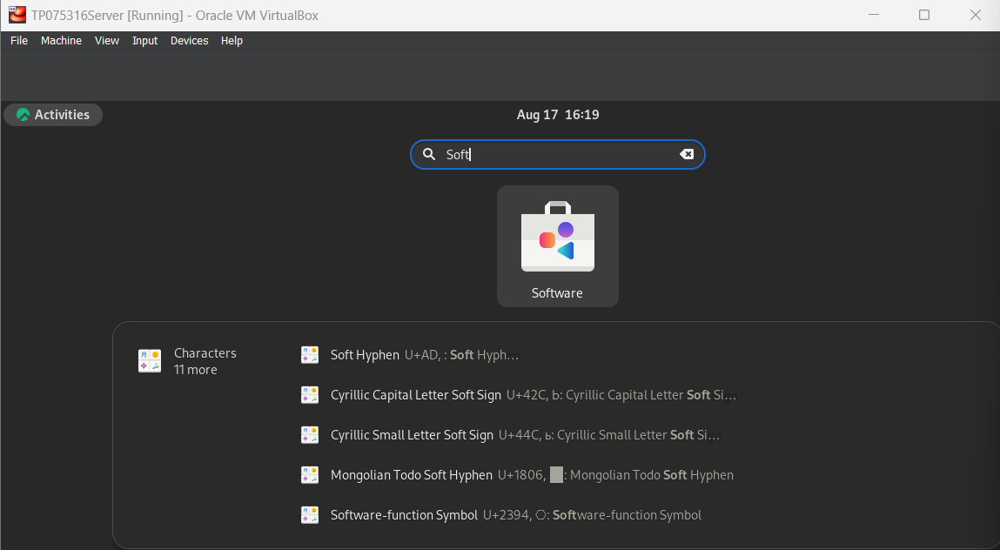 TP075316Server [Running] - Oracle VM VirtualBox
File Machine View Input Devices Help
Activities
Aug 17 16:19
Soft
Software
Characters
11 more
Soft Hyphen U+AD, : Soft Hyph…
Cyrillic Capital Letter Soft Sign U+42C, Ь: Cyrillic Capital Letter Soft Si…
Cyrillic Small Letter Soft Sign U+44C, ь: Cyrillic Small Letter Soft Si…
Mongolian Todo Soft Hyphen U+1806, : Mongolian Todo Soft Hyphen
Software-function Symbol U+2394, ⎔: Software-function Symbol